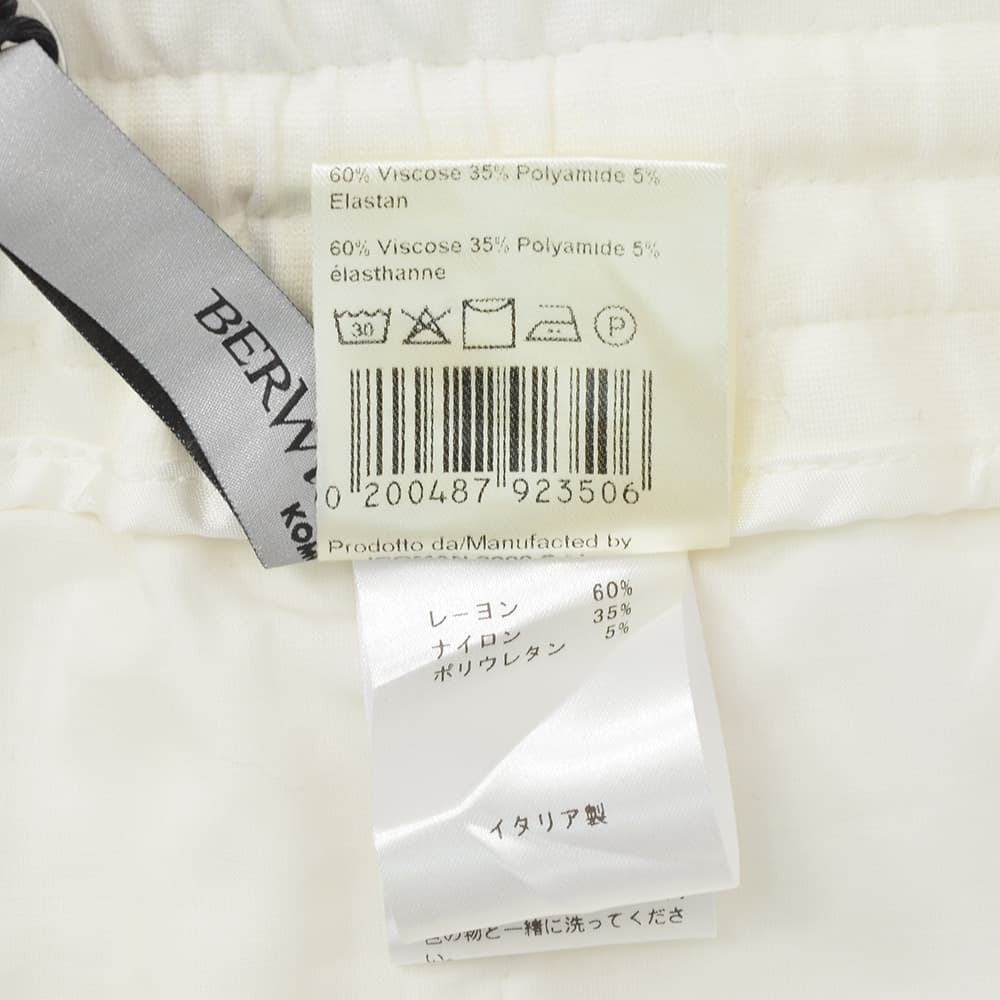 BERW
KOM
60% Viscose 35% Polyamide 5%
Elastan
60% Viscose 35% Polyamide 5%
élasthanne
30
P
0 200487 923506
Prodotto da/Manufacted by
レーヨン 60%
ナイロン 35%
ポリウレタン 5%
イタリア製
色の物と一緒に洗ってくださ
い。